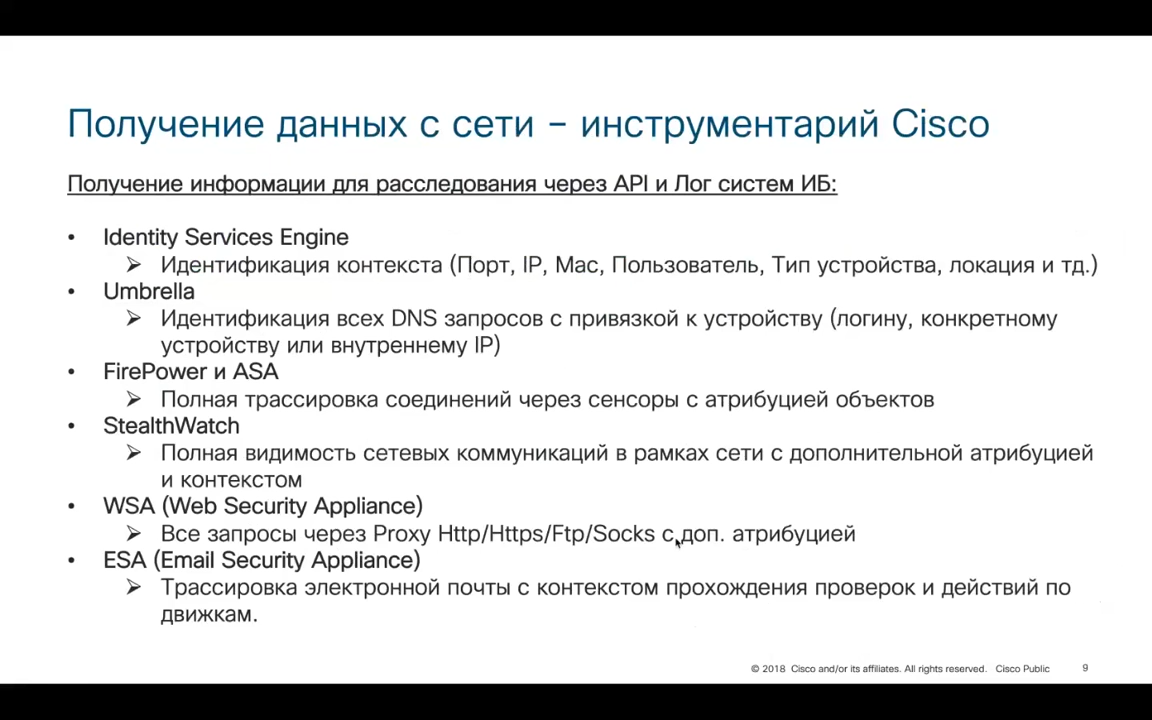 Получение данных с сети – инструментарий Cisco
Получение информации для расследования через API и Лог систем ИБ:
• Identity Services Engine
➢ Идентификация контекста (Порт, IP, Mac, Пользователь, Тип устройства, локация и тд.)
• Umbrella
➢ Идентификация всех DNS запросов с привязкой к устройству (логину, конкретному
устройству или внутреннему IP)
• FirePower и ASA
➢ Полная трассировка соединений через сенсоры с атрибуцией объектов
• StealthWatch
➢ Полная видимость сетевых коммуникаций в рамках сети с дополнительной атрибуцией
и контекстом
• WSA (Web Security Appliance)
➢ Все запросы через Proxy Http/Https/Ftp/Socks с доп. атрибуцией
• ESA (Email Security Appliance)
➢ Трассировка электронной почты с контекстом прохождения проверок и действий по
движкам.
© 2018 Cisco and/or its affiliates. All rights reserved. Cisco Public 9